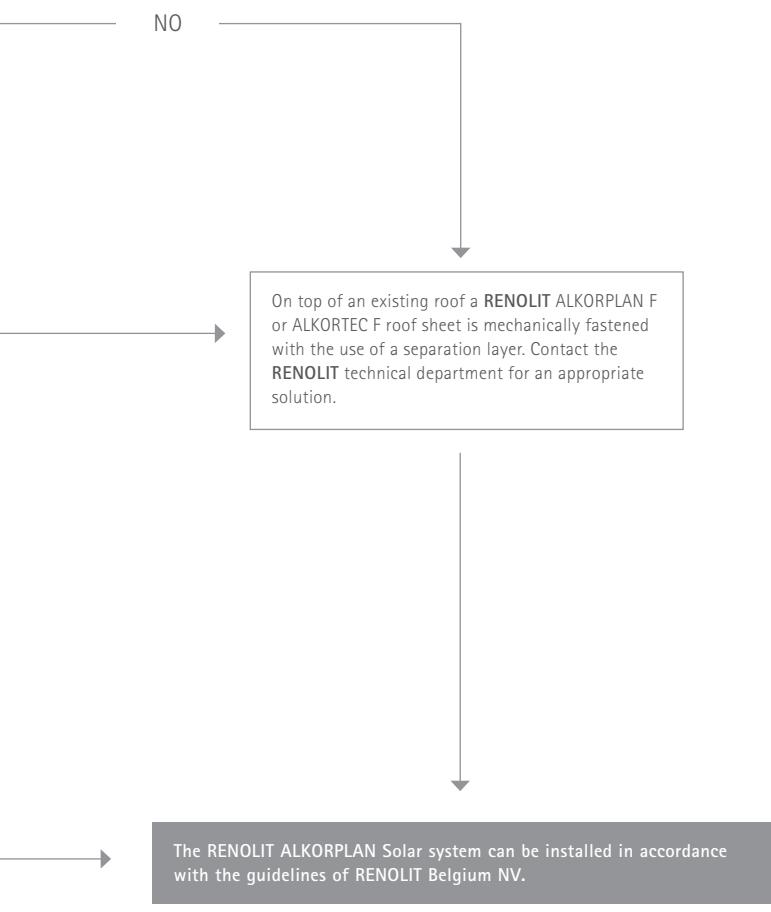 NO
On top of an existing roof a RENOLIT ALKORPLAN F
or ALKORTEC F roof sheet is mechanically fastened
with the use of a separation layer. Contact the
RENOLIT technical department for an appropriate
solution.
The RENOLIT ALKORPLAN Solar system can be installed in accordance
with the guidelines of RENOLIT Belgium NV.